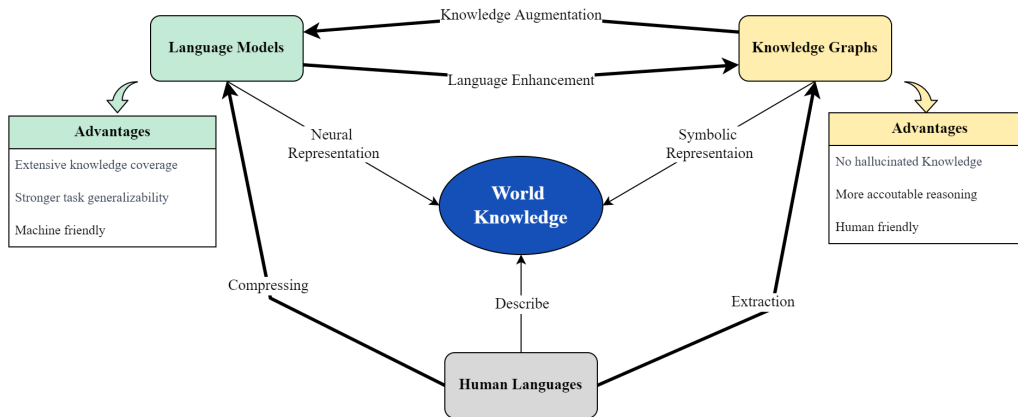 Knowledge Augmentation
Language Models
Knowledge Graphs
Language Enhancement
Advantages
Extensive knowledge coverage
Stronger task generalizability
Machine friendly
Neural
Representation
Symbolic
Representaion
Advantages
No hallucinated Knowledge
More accoutable reasoning
Human friendly
World
Knowledge
Compressing
Describe
Extraction
Human Languages